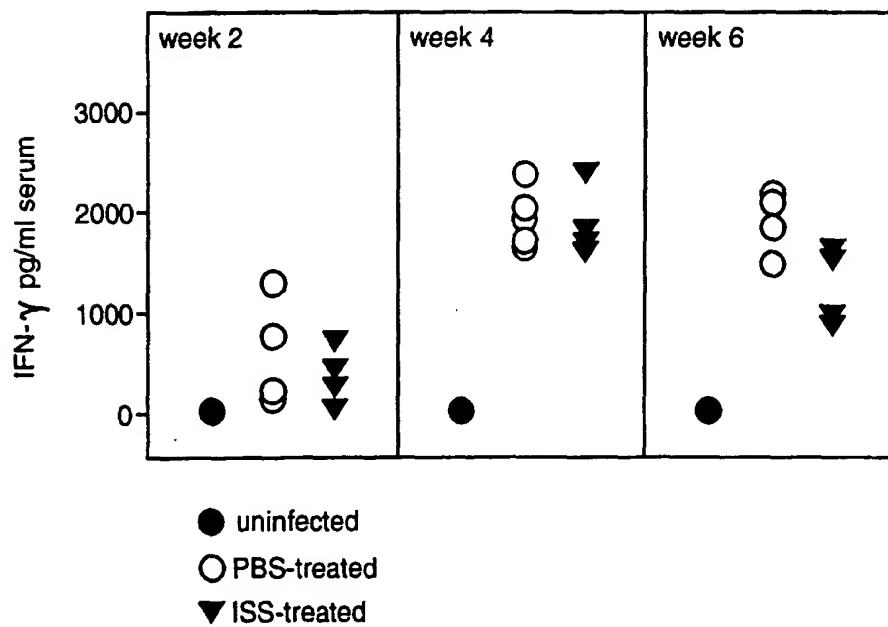 week 2
week 4
week 6
IFN-γ pg/ml serum
3000
2000
1000
0
uninfected
PBS-treated
ISS-treated